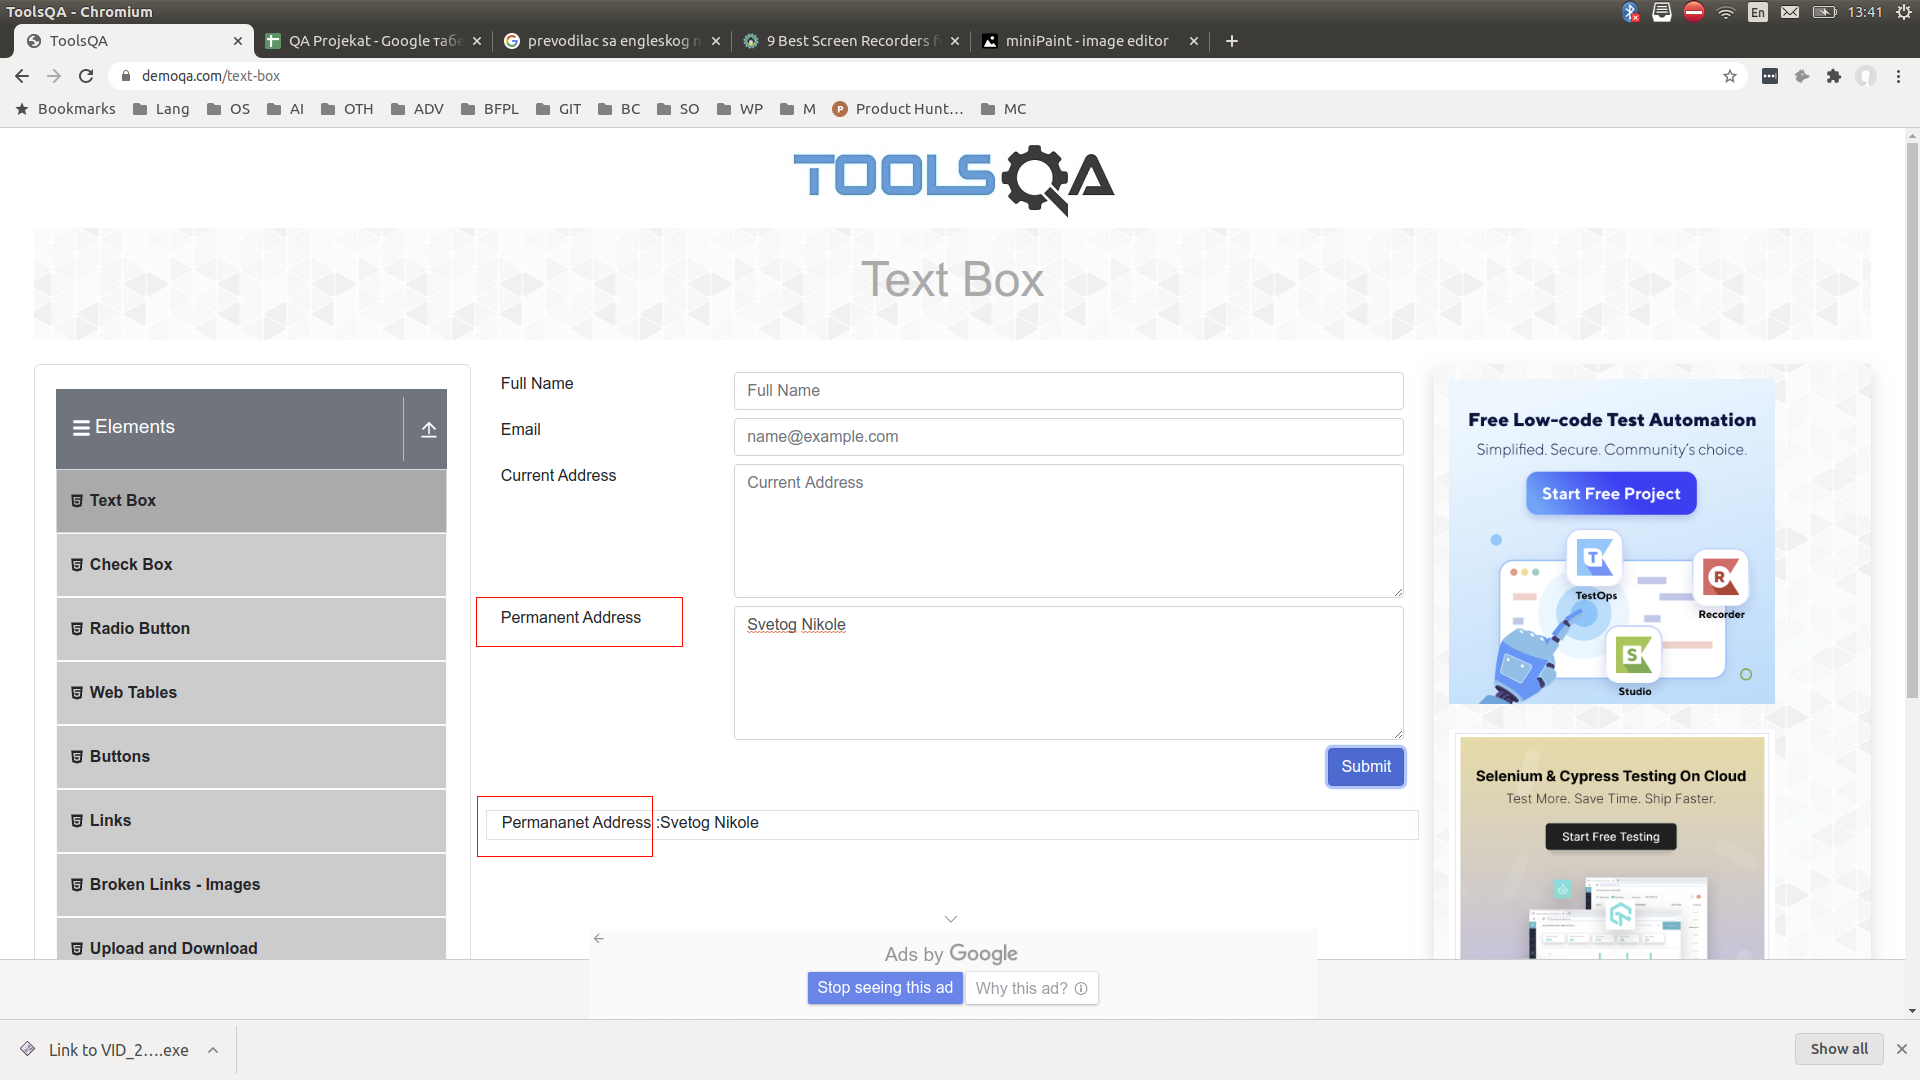 ToolsQA - Chromium
En
13:41
ToolsQA
QA Projekat - Google табе
prevodilac sa engleskog n
9 Best Screen Recorders f
miniPaint - image editor
demoqa.com/text-box
Bookmarks
Lang
OS
AI
OTH
ADV
BFPL
GIT
BC
SO
WP
M
Product Hunt…
MC
TOOLSQA
Text Box
Elements
Text Box
Check Box
Radio Button
Web Tables
Buttons
Links
Broken Links - Images
Upload and Download
Full Name
Full Name
Email
name@example.com
Current Address
Current Address
Permanent Address
Svetog Nikole
Submit
Permananet Address :Svetog Nikole
Free Low-code Test Automation
Simplified. Secure. Community’s choice.
Start Free Project
TestOps
Recorder
Studio
Selenium & Cypress Testing On Cloud
Test More. Save Time. Ship Faster.
Start Free Testing
Ads by Google
Stop seeing this ad
Why this ad?
Link to VID_2....exe
Show all